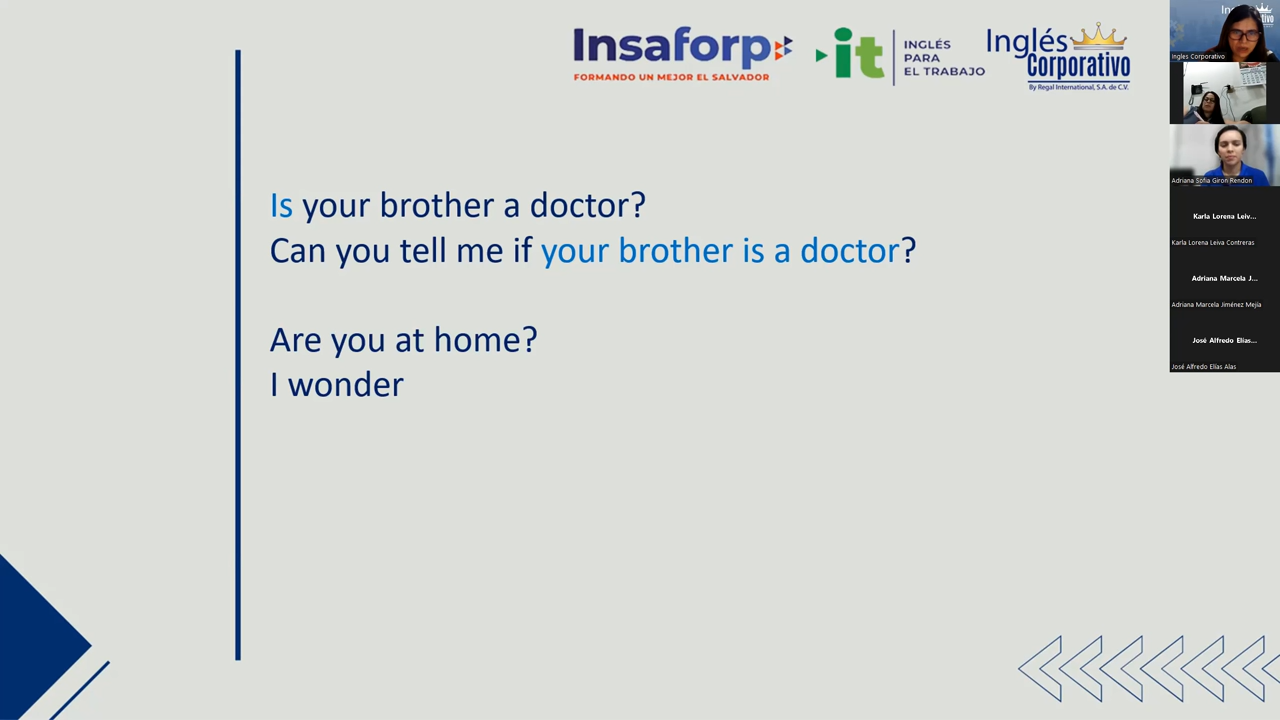 Insaforp
FORMANDO UN MEJOR EL SALVADOR
it
INGLÉS
PARA
EL TRABAJO
Inglés
Corporativo
By Regal International, S.A. de C.V.
Is your brother a doctor?
Can you tell me if your brother is a doctor?
Are you at home?
I wonder
Ingles Corporativo
Adriana Sofia Giron Rendon
Karla Lorena Leiv...
Karla Lorena Leiva Contreras
Adriana Marcela J...
Adriana Marcela Jiménez Mejía
José Alfredo Elías...
José Alfredo Elías Alas